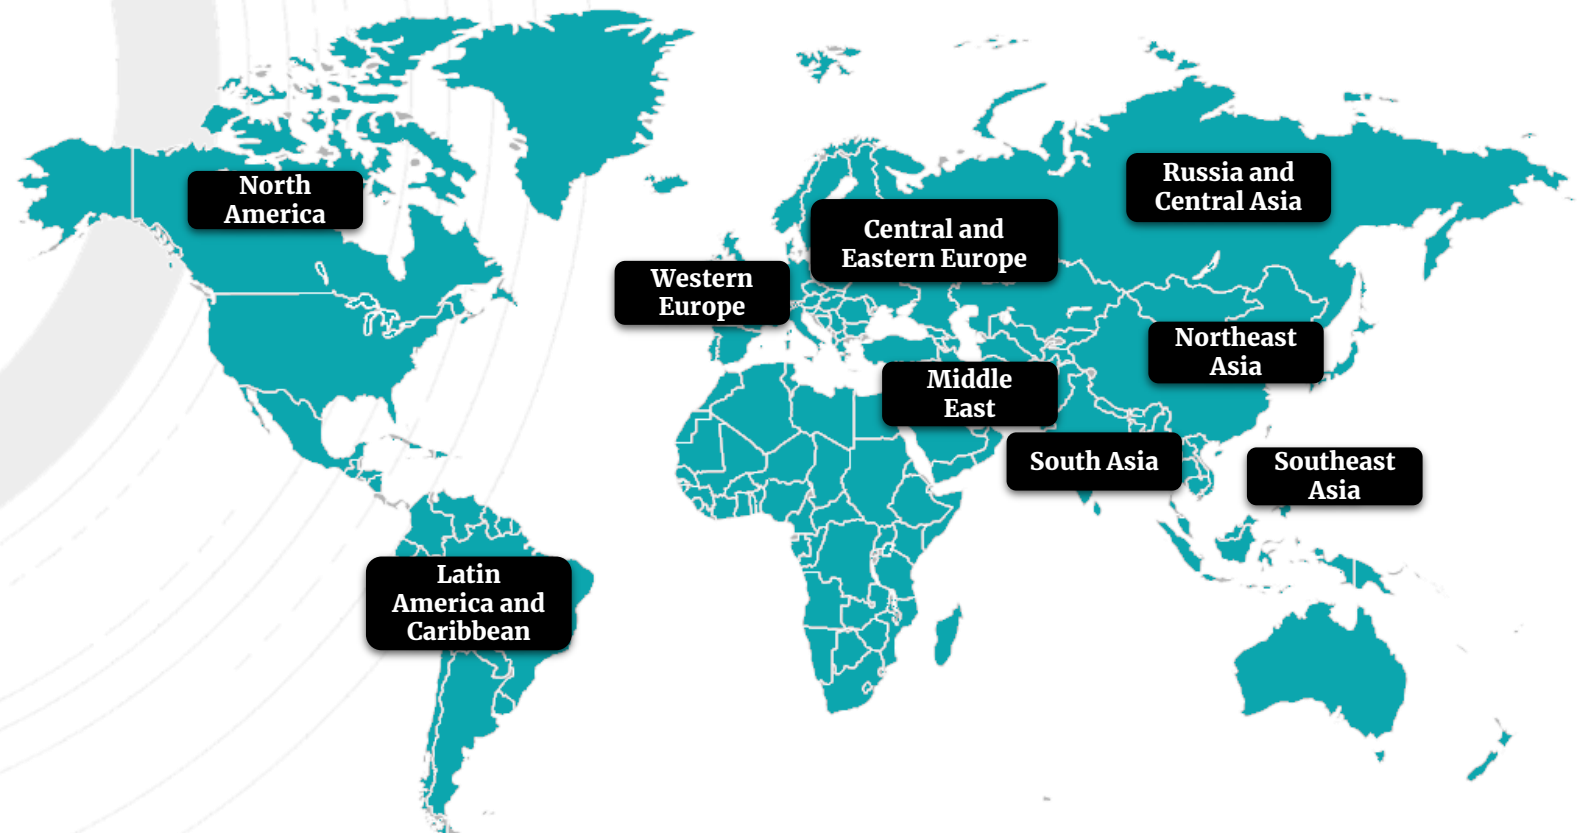 North
America
Russia and
Central Asia
Central and
Eastern Europe
Western
Europe
Northeast
Asia
Middle
East
South Asia
Southeast
Asia
Latin
America and
Caribbean